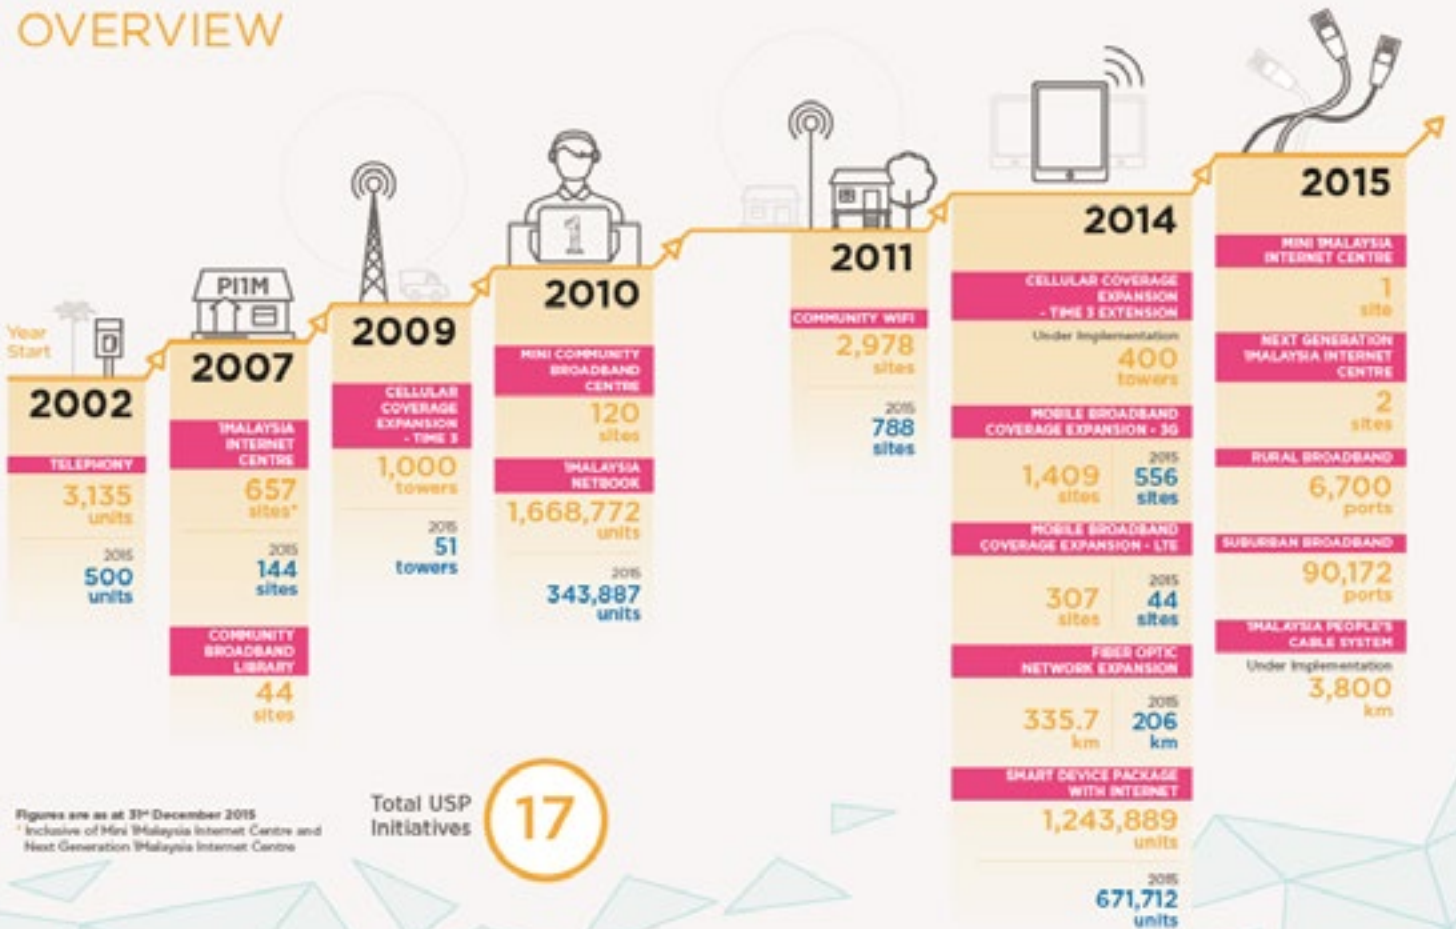 OVERVIEW
Year
Start
2002
TELEPHONY
3,135
units
2015
500
units
PI1M
2007
1MALAYSIA
INTERNET
CENTRE
657
sites*
2015
144
sites
COMMUNITY
BROADBAND
LIBRARY
44
sites
2009
CELLULAR
COVERAGE
EXPANSION
- TIME 3
1,000
towers
2015
51
towers
1
2010
MINI COMMUNITY
BROADBAND
CENTRE
120
sites
1MALAYSIA
NETBOOK
1,668,772
units
2015
343,887
units
2011
COMMUNITY WIFI
2,978
sites
2015
788
sites
2014
CELLULAR COVERAGE
EXPANSION
- TIME 3 EXTENSION
Under Implementation
400
towers
MOBILE BROADBAND
COVERAGE EXPANSION - 3G
1,409
sites
2015
556
sites
MOBILE BROADBAND
COVERAGE EXPANSION - LTE
307
sites
2015
44
sites
FIBER OPTIC
NETWORK EXPANSION
335.7
km
2015
206
km
SMART DEVICE PACKAGE
WITH INTERNET
1,243,889
units
2015
671,712
units
2015
MINI 1MALAYSIA
INTERNET CENTRE
1
site
NEXT GENERATION
1MALAYSIA INTERNET
CENTRE
2
sites
RURAL BROADBAND
6,700
ports
SUBURBAN BROADBAND
90,172
ports
1MALAYSIA PEOPLE'S
CABLE SYSTEM
Under Implementation
3,800
km
Figures are as at 31st December 2015
* Inclusive of Mini 1Malaysia Internet Centre and
Next Generation 1Malaysia Internet Centre
Total USP
Initiatives
17